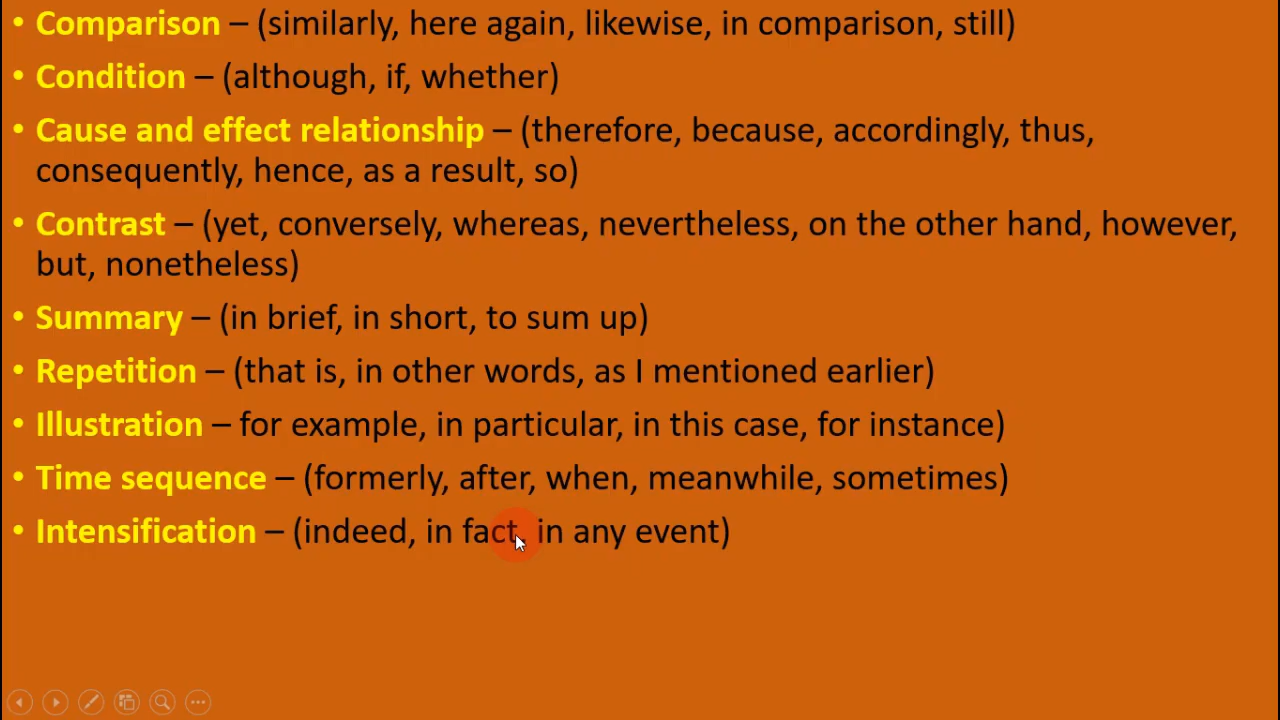 • Comparison – (similarly, here again, likewise, in comparison, still)
• Condition – (although, if, whether)
• Cause and effect relationship – (therefore, because, accordingly, thus,
consequently, hence, as a result, so)
• Contrast – (yet, conversely, whereas, nevertheless, on the other hand, however,
but, nonetheless)
• Summary – (in brief, in short, to sum up)
• Repetition – (that is, in other words, as I mentioned earlier)
• Illustration – for example, in particular, in this case, for instance)
• Time sequence – (formerly, after, when, meanwhile, sometimes)
• Intensification – (indeed, in fact, in any event)